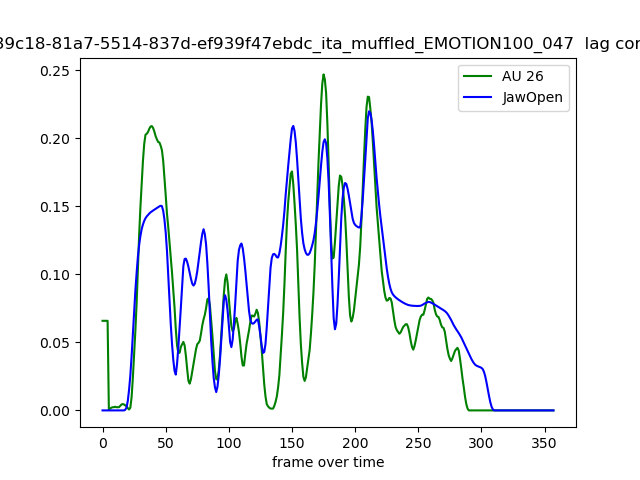 39c18-81a7-5514-837d-ef939f47ebdc_ita_muffled_EMOTION100_047 lag cor
AU 26
JawOpen
0.25
0.20
0.15
0.10
0.05
0.00
0 50 100 150 200 250 300 350
frame over time